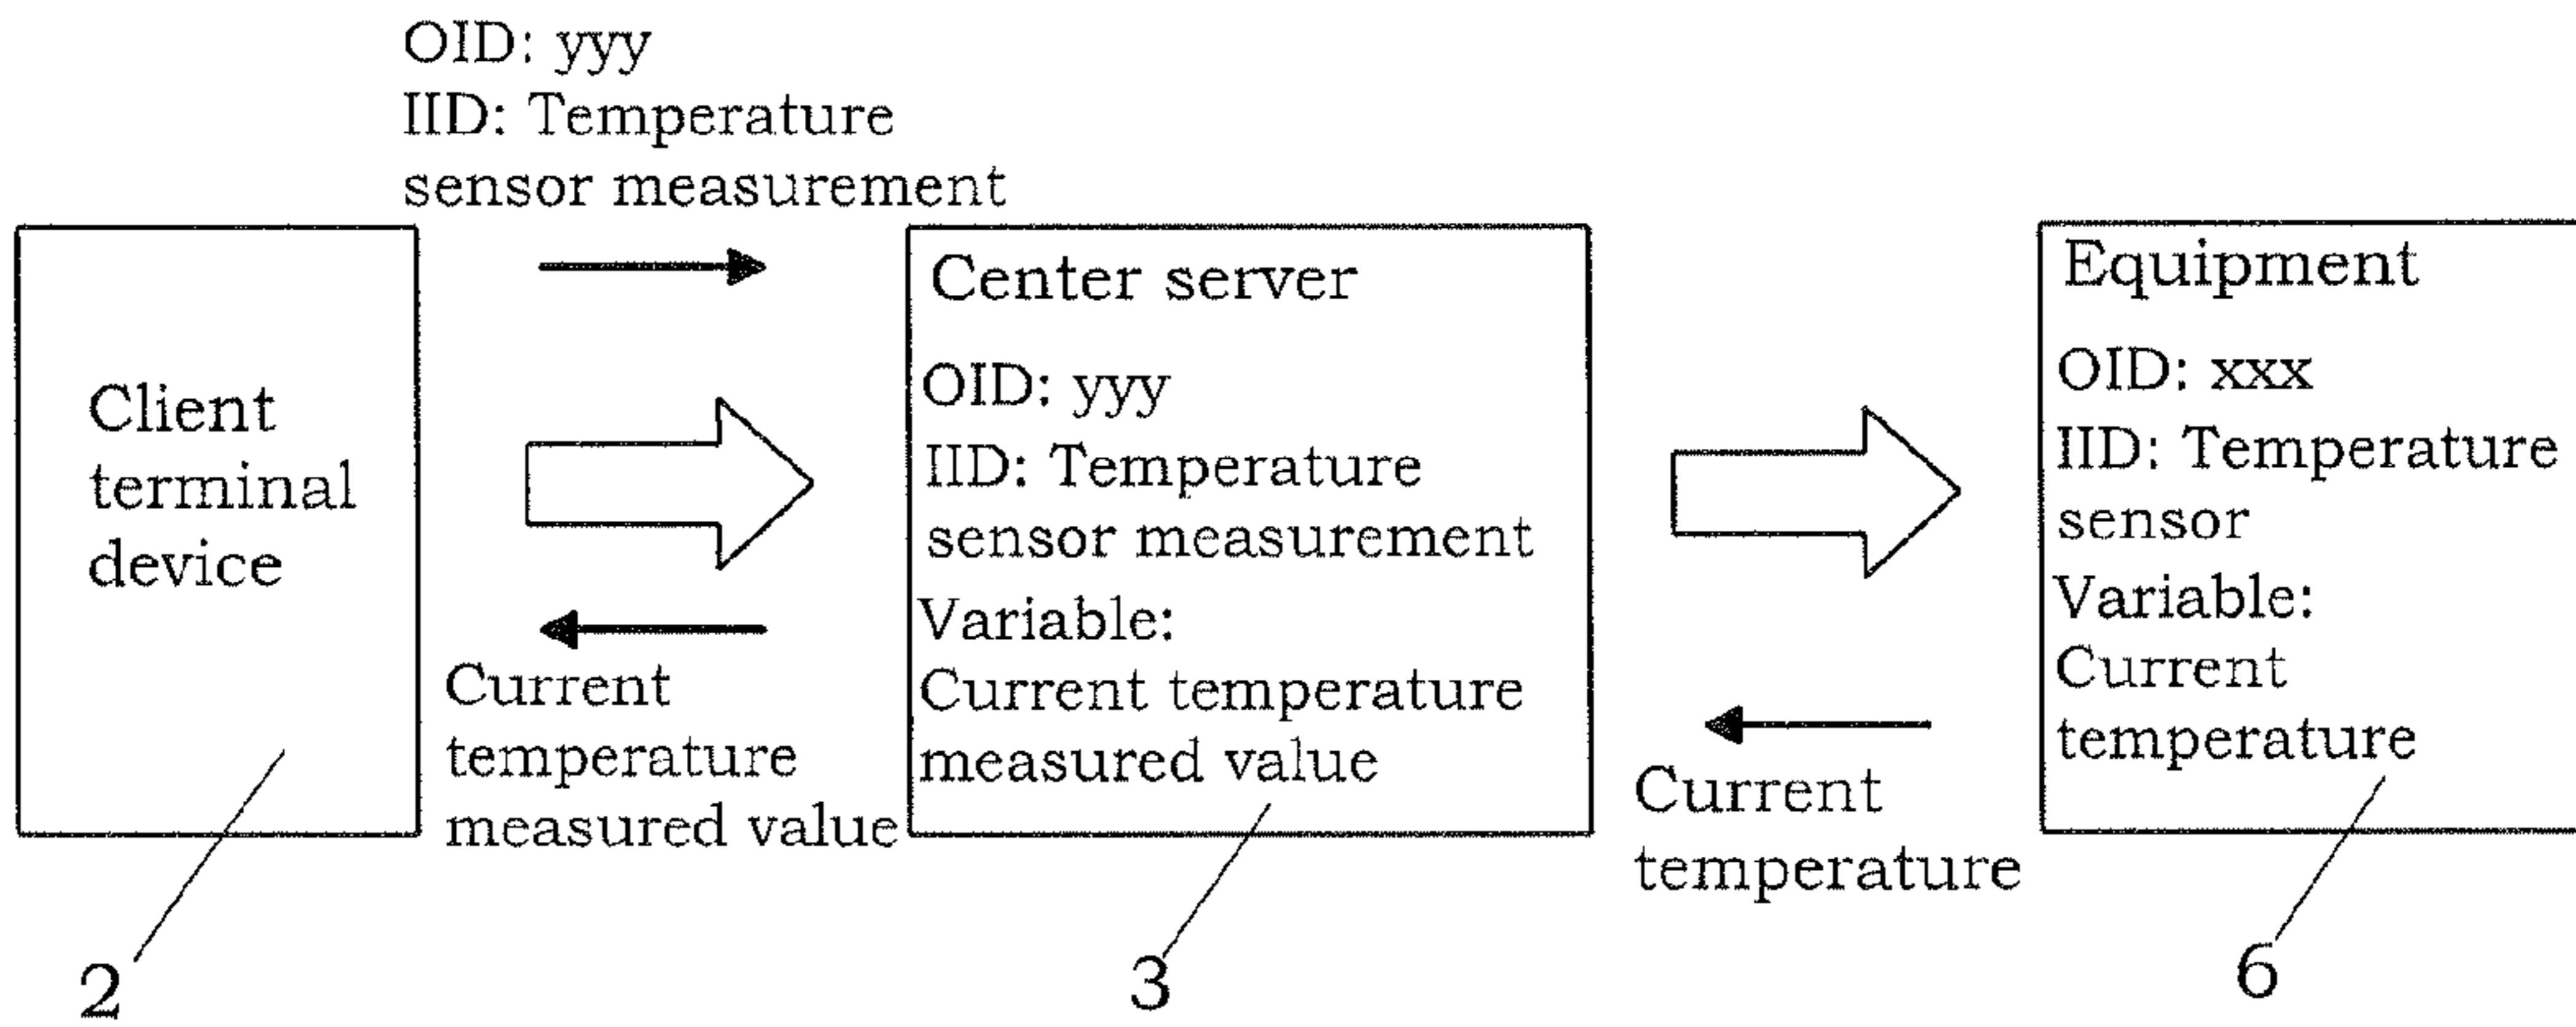 OID: yyy
IID: Temperature
sensor measurement
Client
terminal
device
Current
temperature
measured value
Center server
OID: yyy
IID: Temperature
sensor measurement
Variable:
Current temperature
measured value
Current
temperature
Equipment
OID: xxx
IID: Temperature
sensor
Variable:
Current
temperature
2
3
6